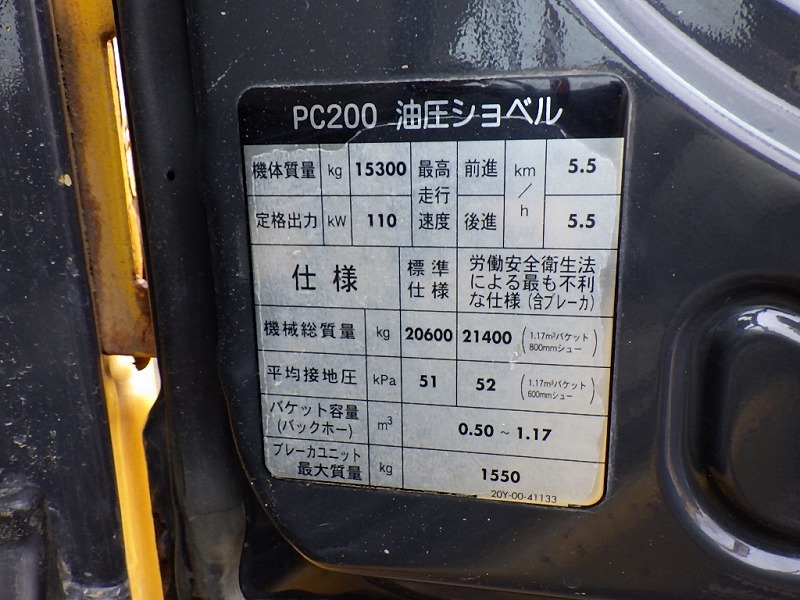 PC200 油圧ショベル
機体質量 kg 15300 最高走行速度 前進 km/h 5.5
定格出力 kW 110 後進 5.5
仕様 標準仕様 労働安全衛生法による最も不利な仕様(含ブレーカ)
機械総質量 kg 20600 21400 (1.17m³バケット 800mmシュー)
平均接地圧 kPa 51 52 (1.17m³バケット 600mmシュー)
バケット容量(バックホー) m³ 0.50~1.17
ブレーカユニット最大質量 kg 1550
20Y-00-41133